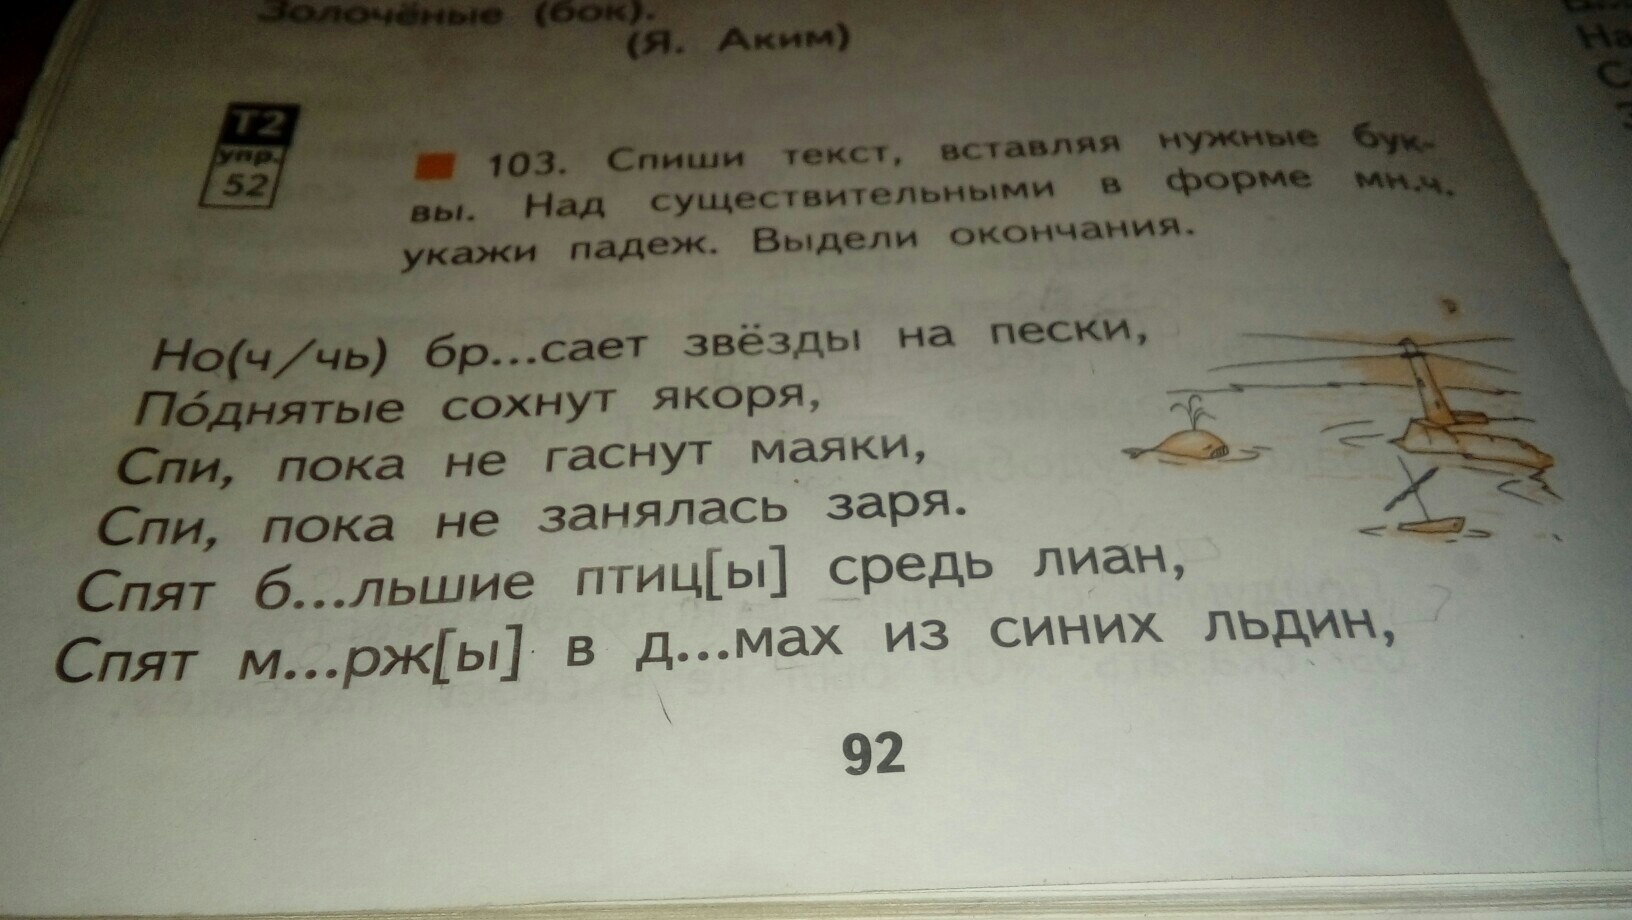 Золочёные (бок).
(Я. Аким)
Т2
упр.
52
103. Спиши текст, вставляя нужные бук-
вы. Над существительными в форме мн.ч.
укажи падеж. Выдели окончания.
Но(ч/чь) бр...сает звёзды на пески,
По́днятые сохнут якоря,
Спи, пока не гаснут маяки,
Спи, пока не занялась заря.
Спят б...льшие птиц[ы] средь лиан,
Спят м...рж[ы] в д...мах из синих льдин,
92